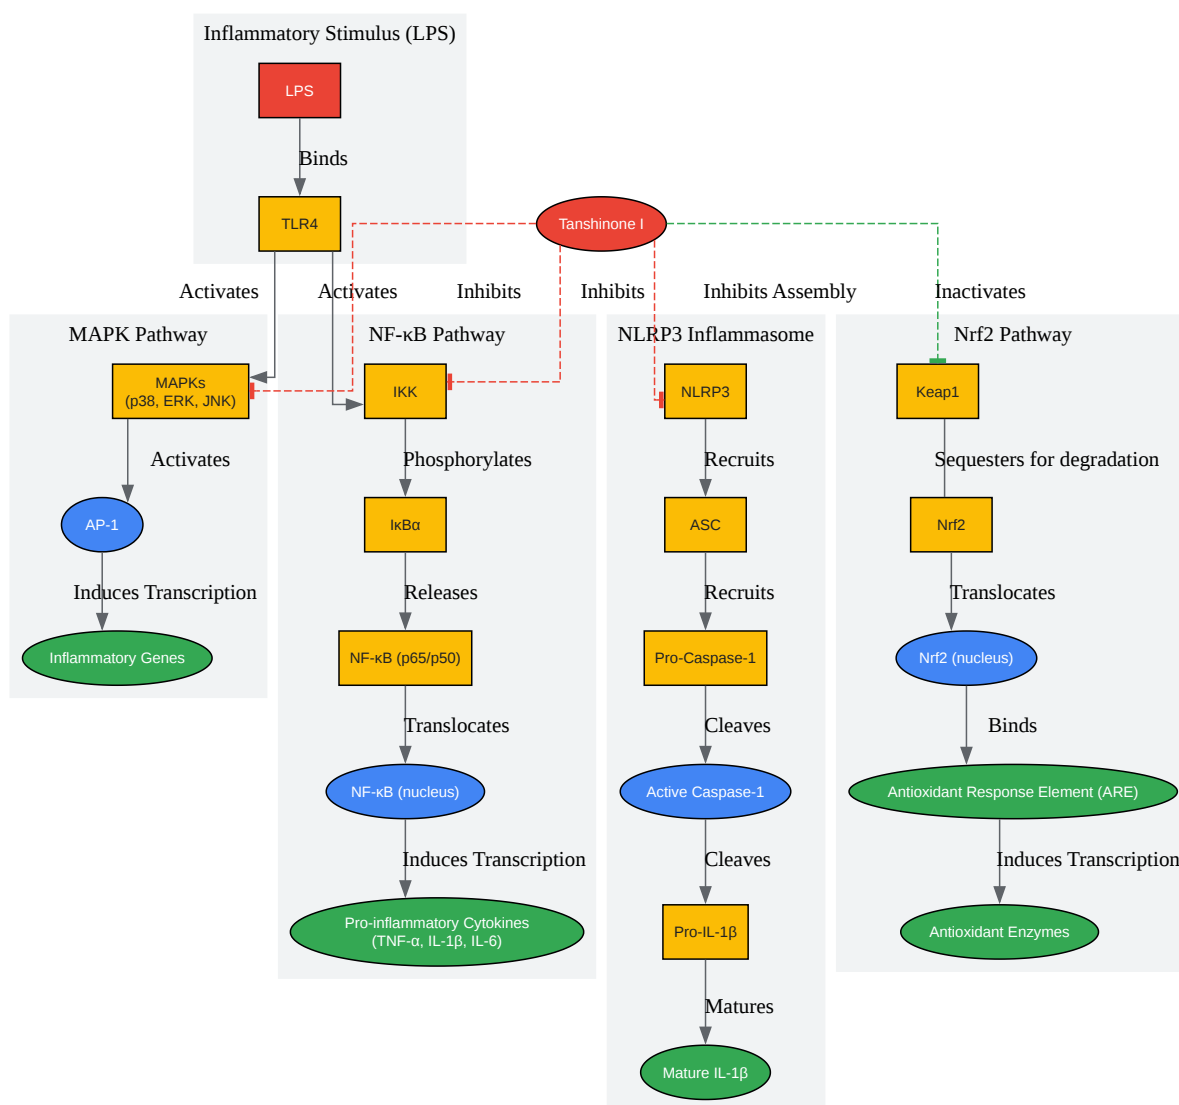 Inflammatory Stimulus (LPS)
LPS
Binds
TLR4
Tanshinone I
Activates
Activates
Inhibits
Inhibits
Inhibits Assembly
Inactivates
MAPK Pathway
NF-κB Pathway
NLRP3 Inflammasome
Nrf2 Pathway
MAPKs
(p38, ERK, JNK)
IKK
NLRP3
Keap1
Activates
Phosphorylates
Recruits
Sequesters for degradation
AP-1
IκBα
ASC
Nrf2
Induces Transcription
Releases
Recruits
Translocates
Inflammatory Genes
NF-κB (p65/p50)
Pro-Caspase-1
Nrf2 (nucleus)
Translocates
Cleaves
Binds
NF-κB (nucleus)
Active Caspase-1
Antioxidant Response Element (ARE)
Induces Transcription
Cleaves
Induces Transcription
Pro-inflammatory Cytokines
(TNF-α, IL-1β, IL-6)
Pro-IL-1β
Antioxidant Enzymes
Matures
Mature IL-1β